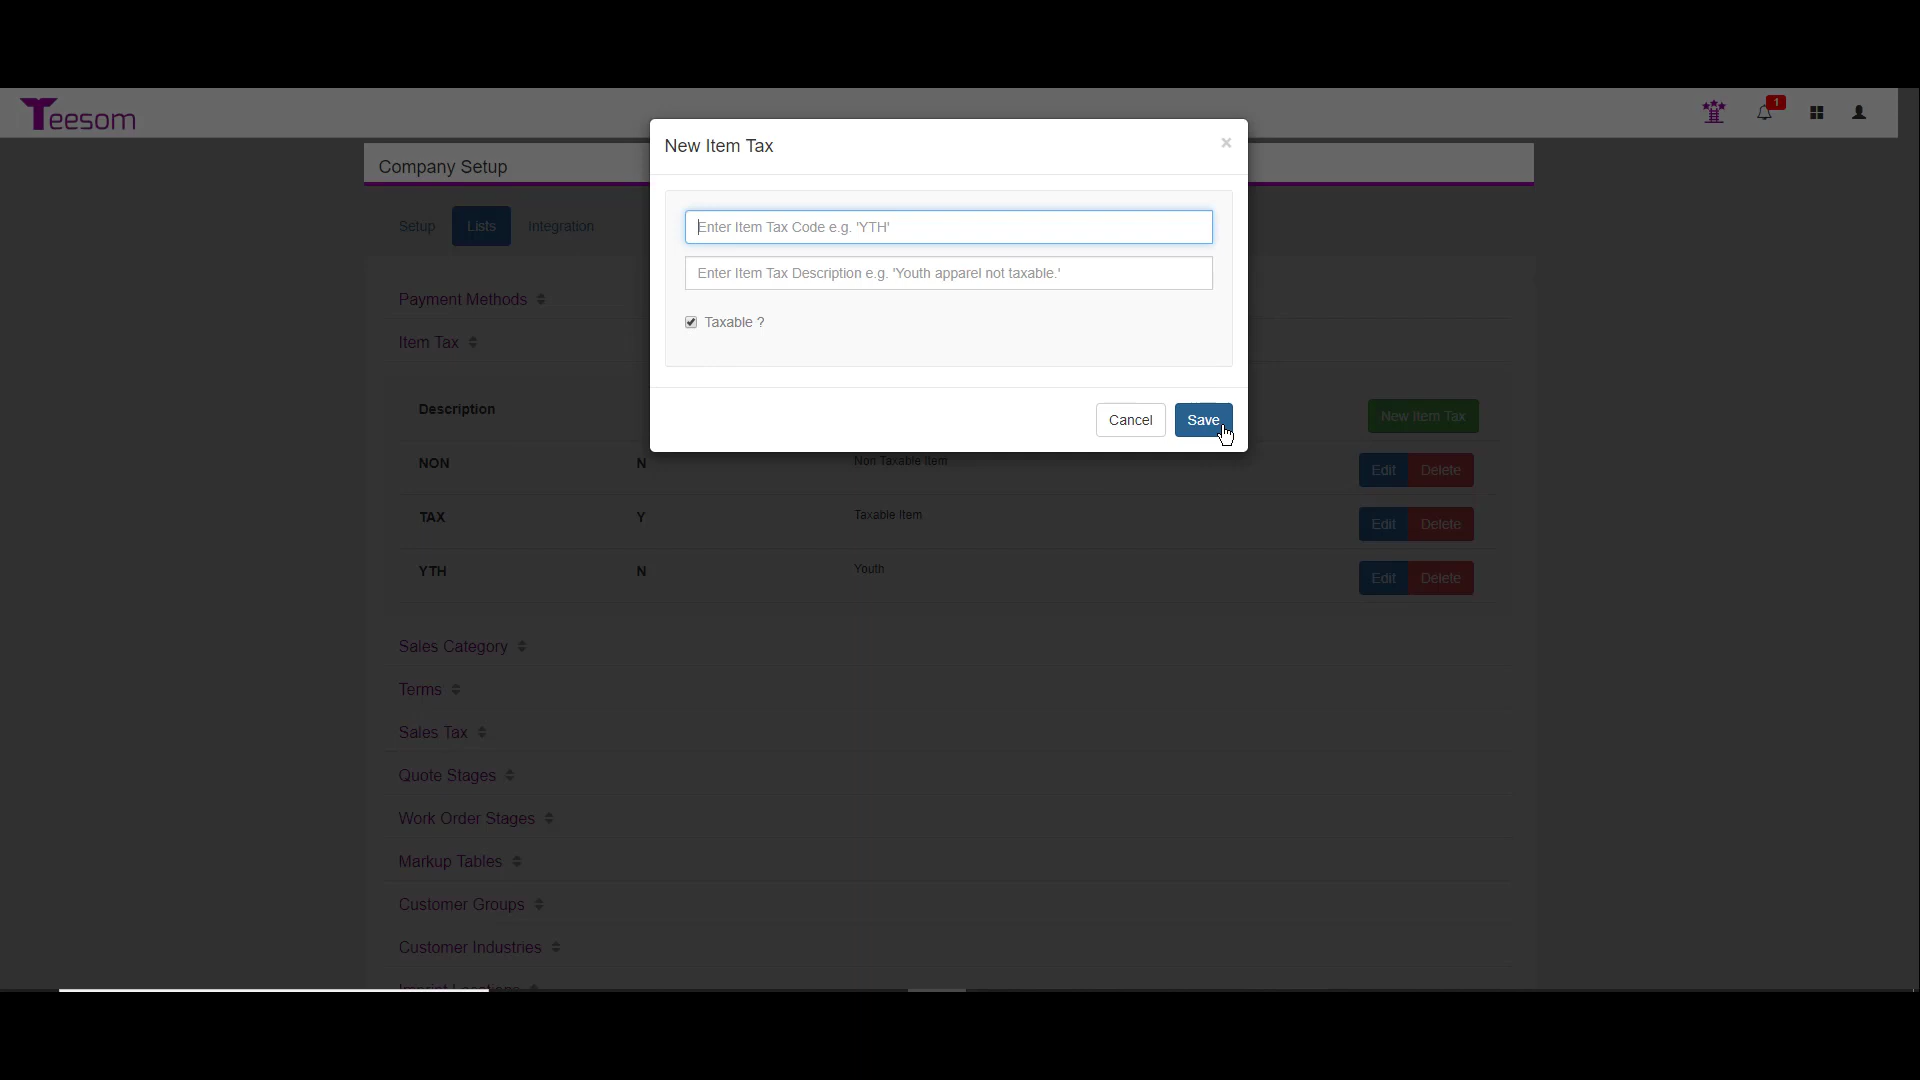 Teesom
1
New Item Tax
×
Company Setup
Enter Item Tax Code e.g. 'YTH'
Setup
Lists
Integration
Enter Item Tax Description e.g. 'Youth apparel not taxable.'
Payment Methods
Taxable ?
Item Tax
Description
New Item Tax
Cancel
Save
NON N Non Taxable Item Edit Delete
TAX Y Taxable Item Edit Delete
YTH N Youth Edit Delete
Sales Category
Terms
Sales Tax
Quote Stages
Work Order Stages
Markup Tables
Customer Groups
Customer Industries
Imprint Locations